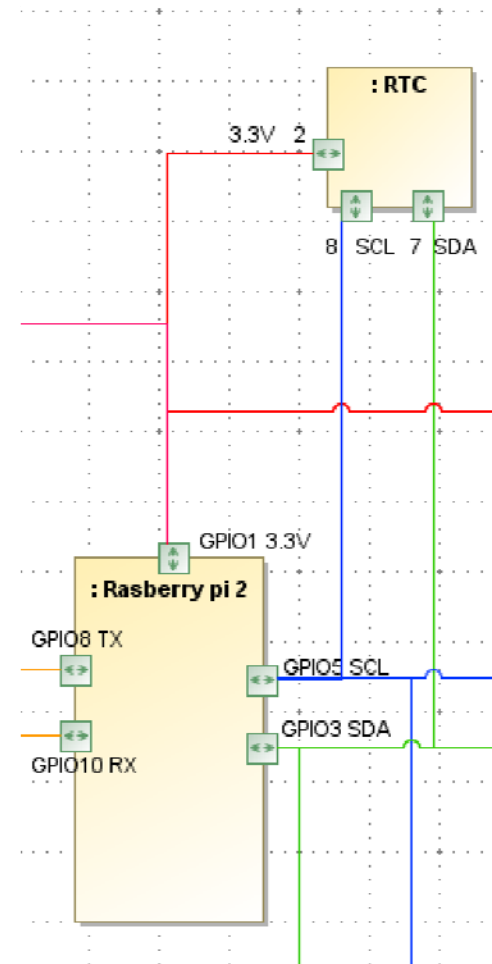 : RTC
3.3V 2
8 SCL 7 SDA
GPIO1 3.3V
: Rasberry pi 2
GPIO8 TX
GPIO5 SCL
GPIO3 SDA
GPIO10 RX